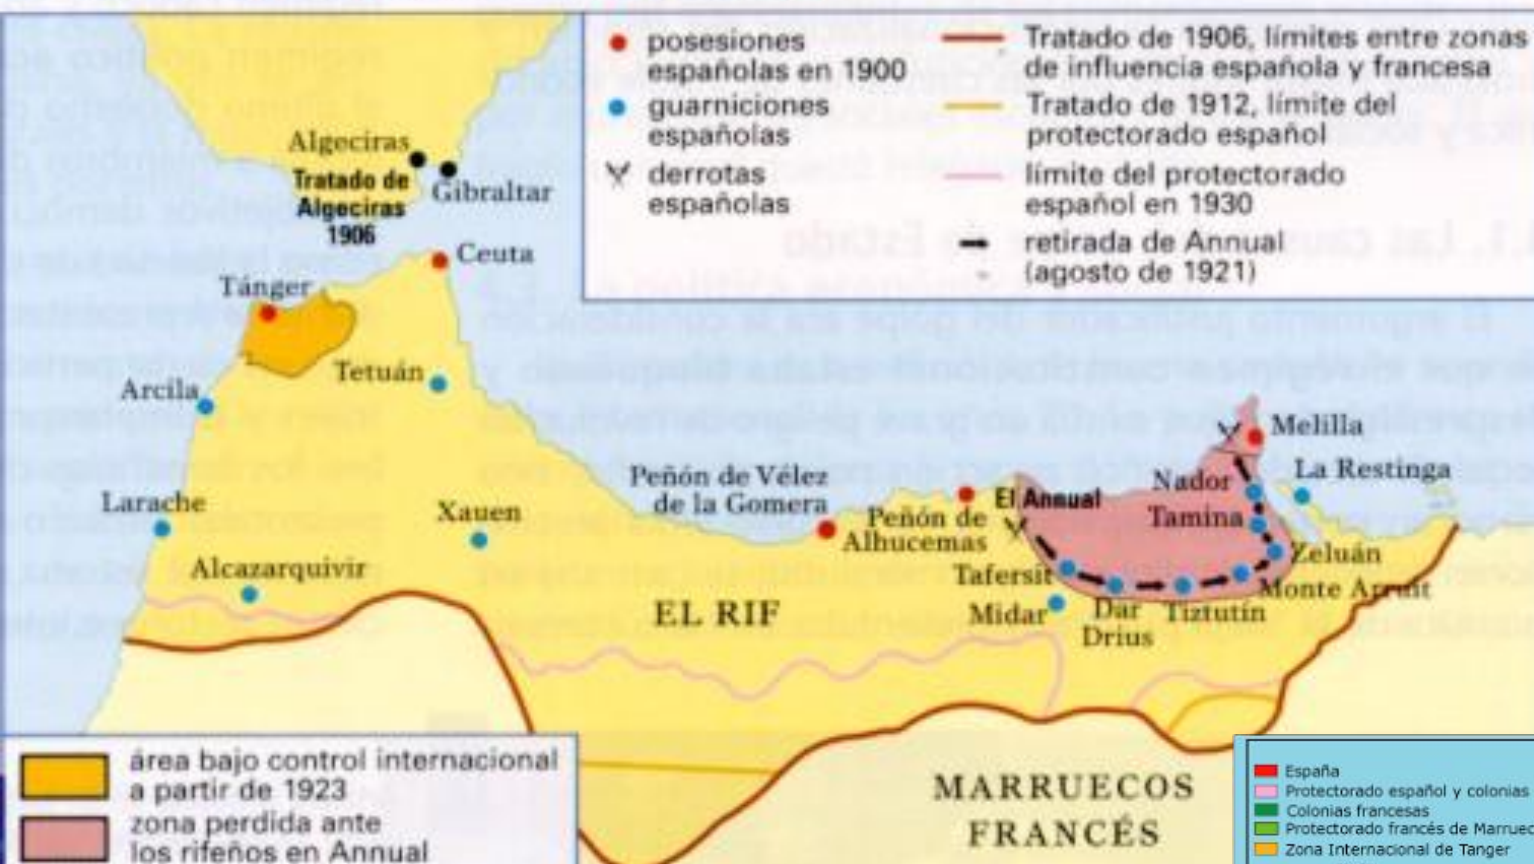 posesiones
españolas en 1900
guarniciones
españolas
derrotas
españolas
Tratado de 1906, límites entre zonas
de influencia española y francesa
Tratado de 1912, límite del
protectorado español
límite del protectorado
español en 1930
retirada de Annual
(agosto de 1921)
Algeciras
Tratado de
Algeciras
1906
Gibraltar
Ceuta
Tánger
Tetuán
Arcila
Larache
Xauen
Alcazarquivir
Peñón de Vélez
de la Gomera
Peñón de
Alhucemas
El Annual
Melilla
La Restinga
Nador
Tamina
Zeluán
Monte Arruit
Tafersit
Midar
Dar
Drius
Tiztutín
EL RIF
MARRUECOS
FRANCÉS
área bajo control internacional
a partir de 1923
zona perdida ante
los rifeños en Annual
España
Protectorado español y colonias
Colonias francesas
Protectorado francés de Marruec
Zona Internacional de Tanger